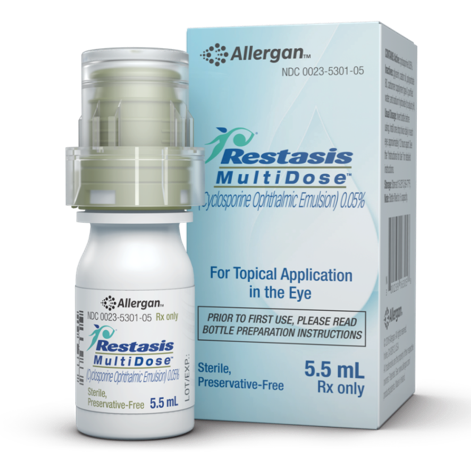 Allergan™
NDC 0023-5301-05
Restasis
MultiDose™
(Cyclosporine Ophthalmic Emulsion) 0.05%
For Topical Application
in the Eye
PRIOR TO FIRST USE, PLEASE READ
BOTTLE PREPARATION INSTRUCTIONS
Sterile,
Preservative-Free
5.5 mL
Rx only
Allergan
Allergan™
NDC 0023-5301-05 Rx only
Restasis
MultiDose™
(Cyclosporine Ophthalmic Emulsion) 0.05%
Sterile,
Preservative-Free 5.5 mL
LOT/EXP.: